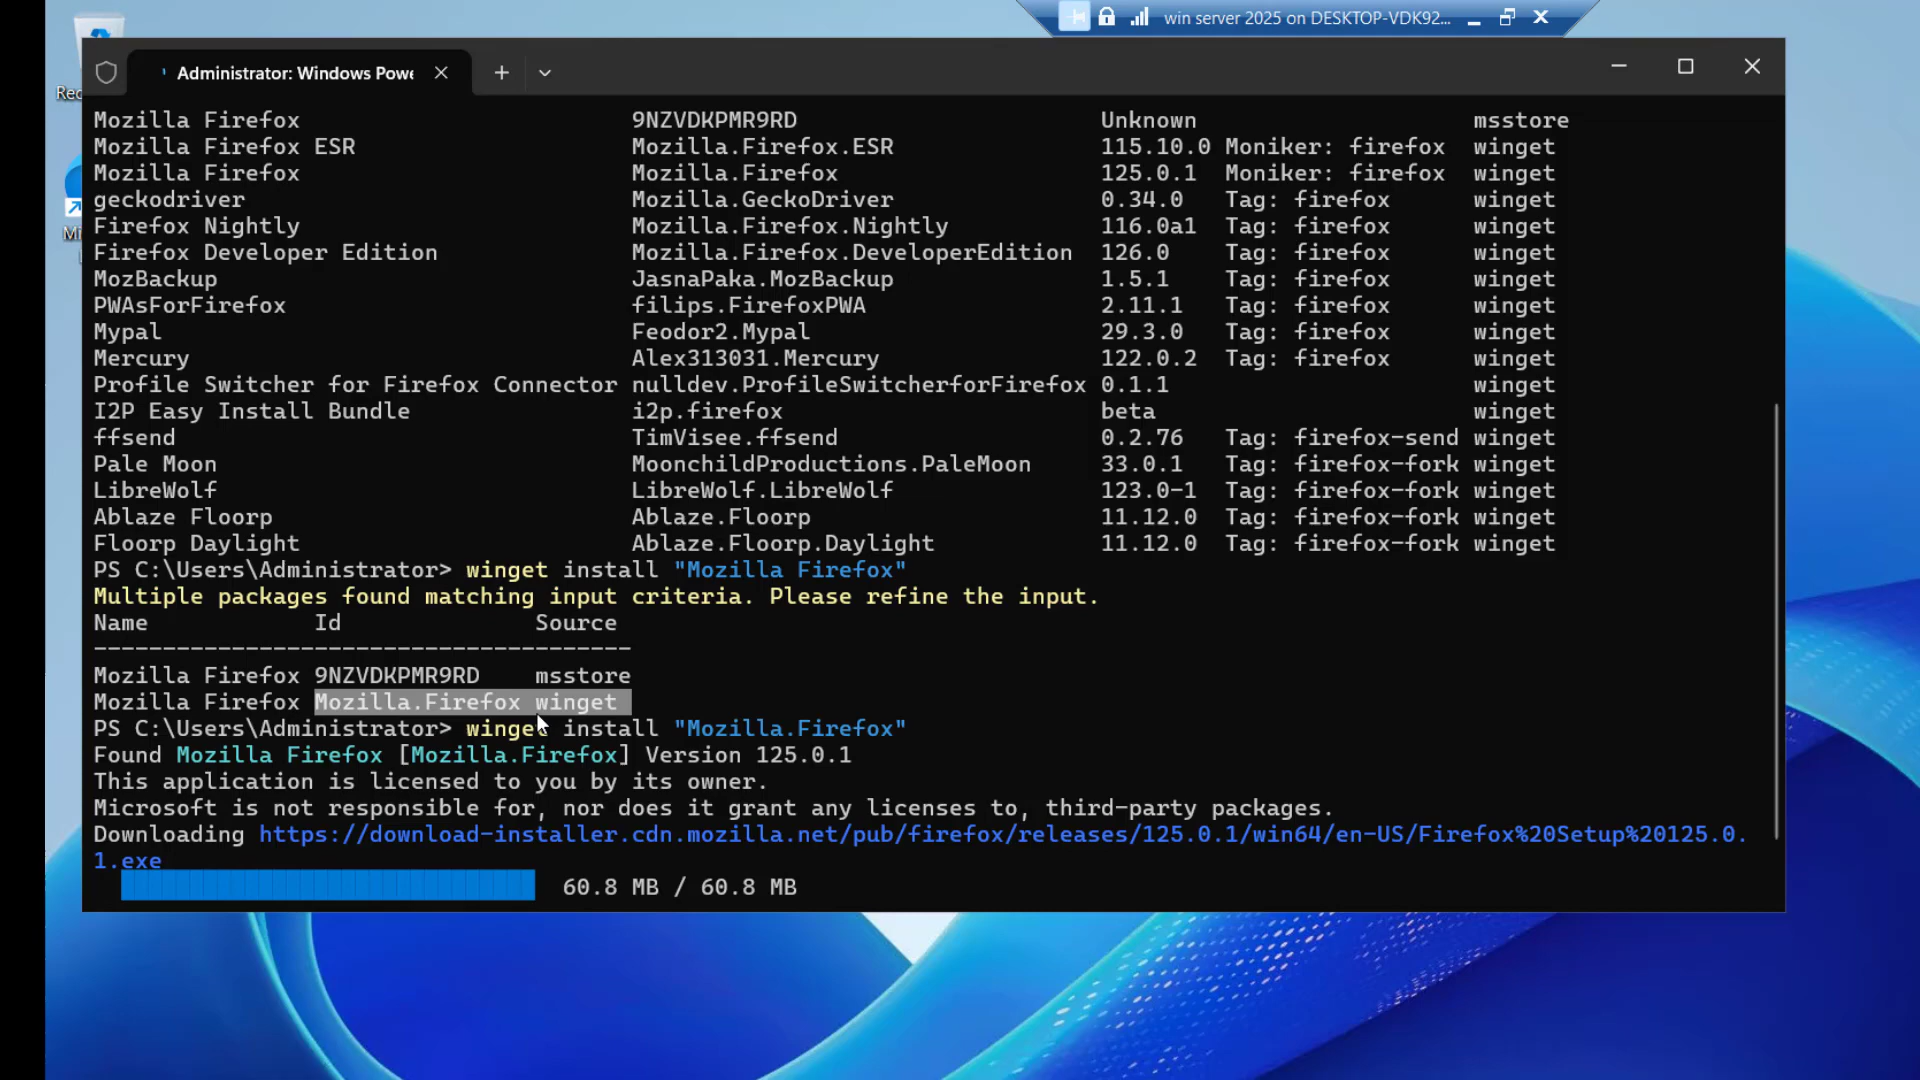 win server 2025 on DESKTOP-VDK92...
Administrator: Windows Powe
Mozilla Firefox 9NZVDKPMR9RD Unknown msstore
Mozilla Firefox ESR Mozilla.Firefox.ESR 115.10.0 Moniker: firefox winget
Mozilla Firefox Mozilla.Firefox 125.0.1 Moniker: firefox winget
geckodriver Mozilla.GeckoDriver 0.34.0 Tag: firefox winget
Firefox Nightly Mozilla.Firefox.Nightly 116.0a1 Tag: firefox winget
Firefox Developer Edition Mozilla.Firefox.DeveloperEdition 126.0 Tag: firefox winget
MozBackup JasnaPaka.MozBackup 1.5.1 Tag: firefox winget
PWAsForFirefox filips.FirefoxPWA 2.11.1 Tag: firefox winget
Mypal Feodor2.Mypal 29.3.0 Tag: firefox winget
Mercury Alex313031.Mercury 122.0.2 Tag: firefox winget
Profile Switcher for Firefox Connector nulldev.ProfileSwitcherforFirefox 0.1.1 winget
I2P Easy Install Bundle i2p.firefox beta winget
ffsend TimVisee.ffsend 0.2.76 Tag: firefox-send winget
Pale Moon MoonchildProductions.PaleMoon 33.0.1 Tag: firefox-fork winget
LibreWolf LibreWolf.LibreWolf 123.0-1 Tag: firefox-fork winget
Ablaze Floorp Ablaze.Floorp 11.12.0 Tag: firefox-fork winget
Floorp Daylight Ablaze.Floorp.Daylight 11.12.0 Tag: firefox-fork winget
PS C:\Users\Administrator> winget install "Mozilla Firefox"
Multiple packages found matching input criteria. Please refine the input.
Name Id Source
---------------------------------------
Mozilla Firefox 9NZVDKPMR9RD msstore
Mozilla Firefox Mozilla.Firefox winget
PS C:\Users\Administrator> winget install "Mozilla.Firefox"
Found Mozilla Firefox [Mozilla.Firefox] Version 125.0.1
This application is licensed to you by its owner.
Microsoft is not responsible for, nor does it grant any licenses to, third-party packages.
Downloading https://download-installer.cdn.mozilla.net/pub/firefox/releases/125.0.1/win64/en-US/Firefox%20Setup%20125.0.
1.exe
60.8 MB / 60.8 MB